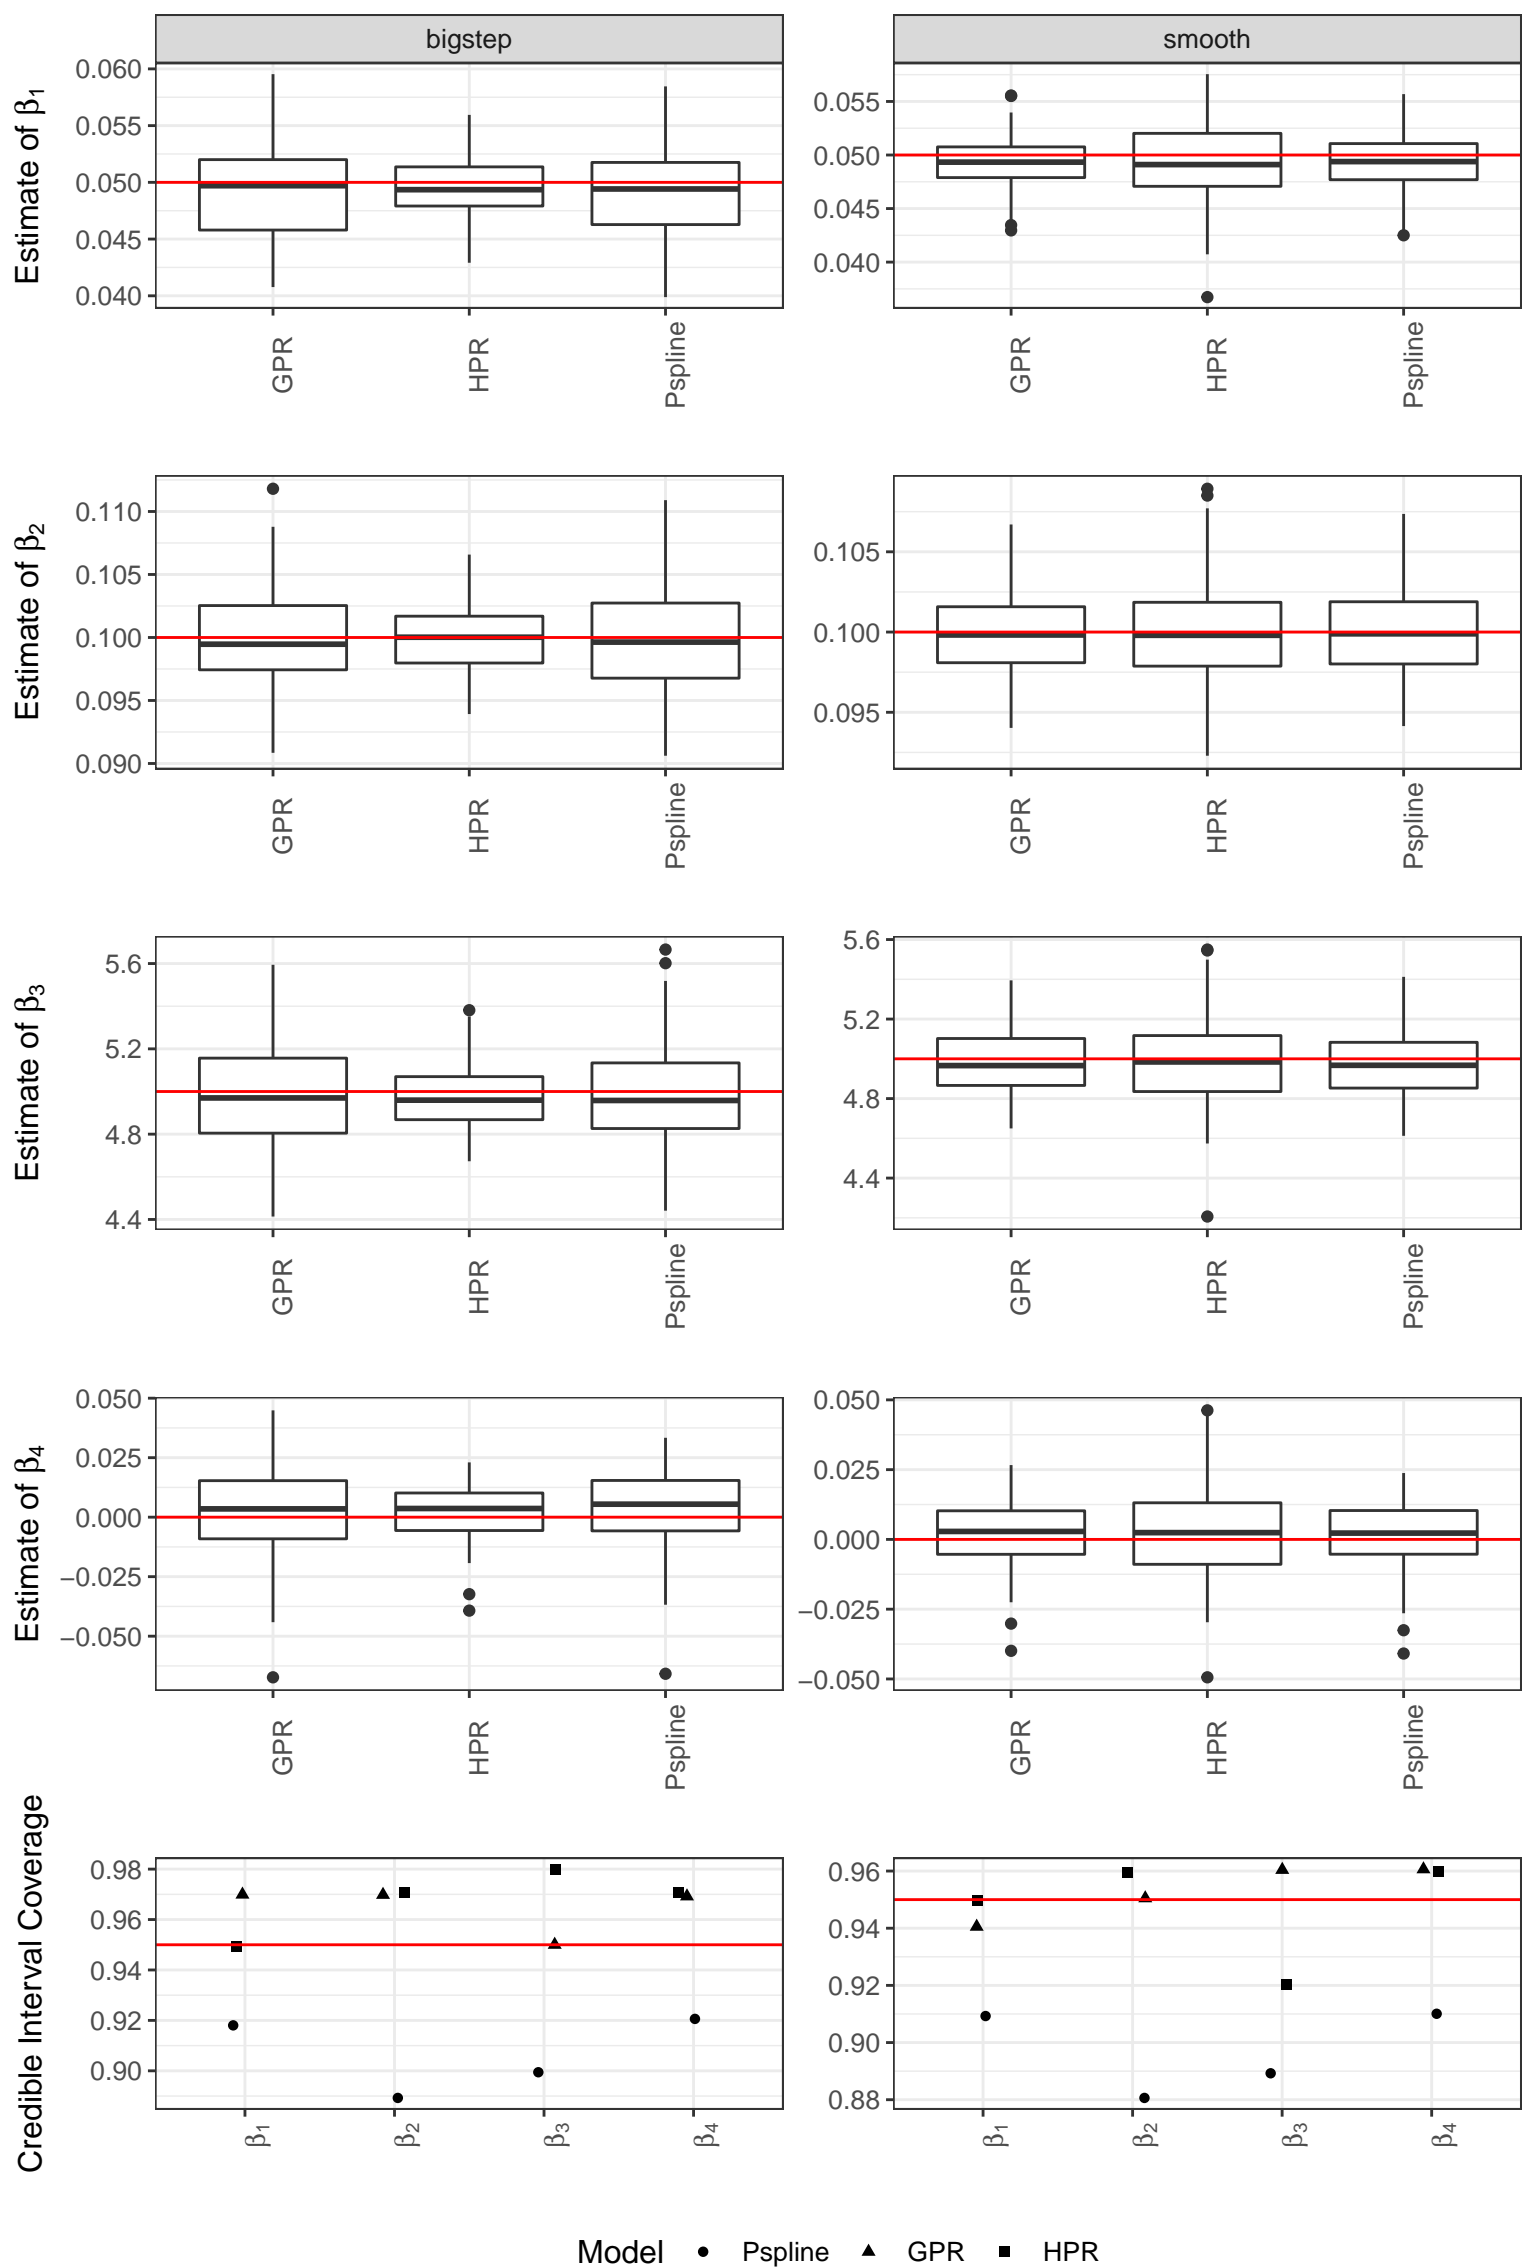 bigstep
smooth
Estimate of β1
0.060
0.055
0.050
0.045
0.040
GPR
HPR
Pspline
0.055
0.050
0.045
0.040
GPR
HPR
Pspline
Estimate of β2
0.110
0.105
0.100
0.095
0.090
GPR
HPR
Pspline
0.105
0.100
0.095
GPR
HPR
Pspline
Estimate of β3
5.6
5.2
4.8
4.4
GPR
HPR
Pspline
5.6
5.2
4.8
4.4
GPR
HPR
Pspline
Estimate of β4
0.050
0.025
0.000
−0.025
−0.050
GPR
HPR
Pspline
0.050
0.025
0.000
−0.025
−0.050
GPR
HPR
Pspline
Credible Interval Coverage
0.98
0.96
0.94
0.92
0.90
β1
β2
β3
β4
0.96
0.94
0.92
0.90
0.88
β1
β2
β3
β4
Model Pspline GPR HPR